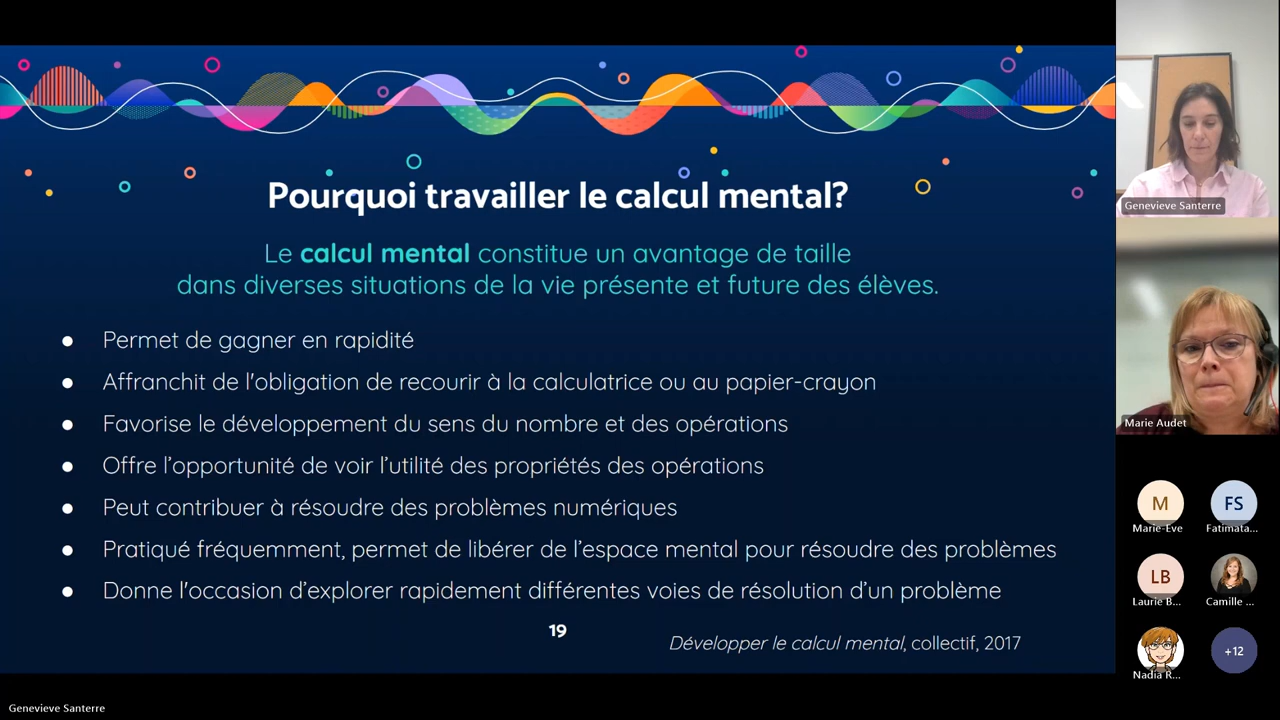 Pourquoi travailler le calcul mental?
Le calcul mental constitue un avantage de taille
dans diverses situations de la vie présente et future des élèves.
● Permet de gagner en rapidité
● Affranchit de l'obligation de recourir à la calculatrice ou au papier-crayon
● Favorise le développement du sens du nombre et des opérations
● Offre l'opportunité de voir l'utilité des propriétés des opérations
● Peut contribuer à résoudre des problèmes numériques
● Pratiqué fréquemment, permet de libérer de l'espace mental pour résoudre des problèmes
● Donne l'occasion d'explorer rapidement différentes voies de résolution d'un problème
19
Développer le calcul mental, collectif, 2017
Genevieve Santerre
Genevieve Santerre
Marie Audet
M
FS
Marie-Eve
Fatimata...
LB
Laurie B...
Camille ...
Nadia R...
+12